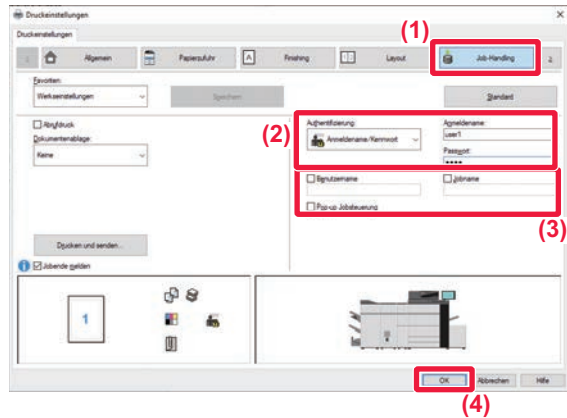 Druckeinstellungen
Druckeinstellungen
(1)
Allgemein Papierzufuhr Finishing Layout Job-Handling
Favoriten:
Werkseinstellungen Speichern Standard
Abrufdruck
Dokumentenablage:
Keine
(2)
Authentifizierung:
Anmeldename/Kennwort
Anmeldename:
user1
Passwort:
••••
Benutzername Jobname
Pop-up Jobsteuerung
(3)
Drucken und senden...
Jobende melden
1
OK Abbrechen Hilfe
(4)